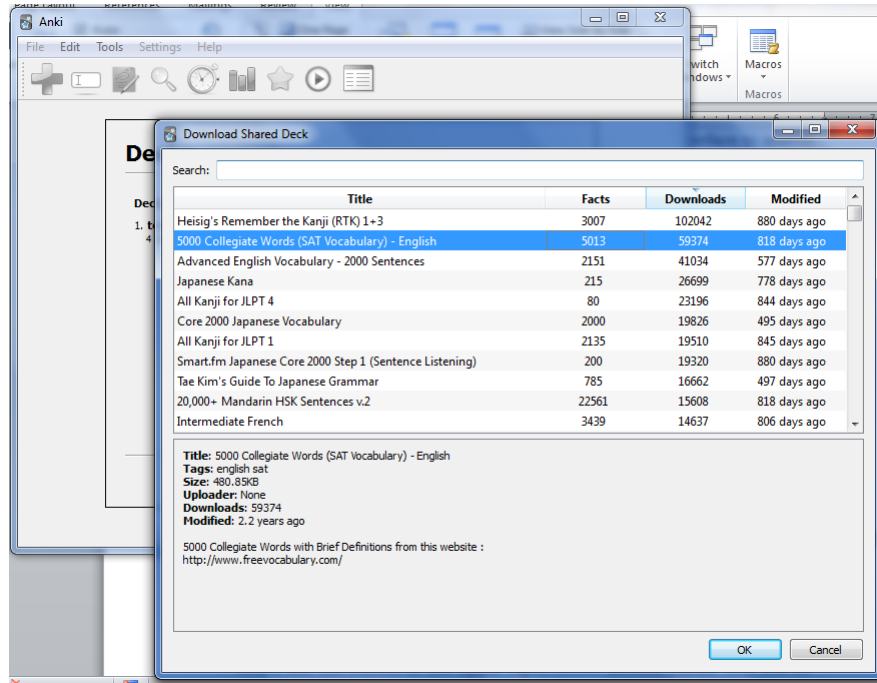 Page Layout References Mailings Review View
Anki
File Edit Tools Settings Help
Macros
Macros
Download Shared Deck
Search:
Title Facts Downloads Modified
Heisig's Remember the Kanji (RTK) 1+3 3007 102042 880 days ago
5000 Collegiate Words (SAT Vocabulary) - English 5013 59374 818 days ago
Advanced English Vocabulary - 2000 Sentences 2151 41034 577 days ago
Japanese Kana 215 26699 778 days ago
All Kanji for JLPT 4 80 23196 844 days ago
Core 2000 Japanese Vocabulary 2000 19826 495 days ago
All Kanji for JLPT 1 2135 19510 845 days ago
Smart.fm Japanese Core 2000 Step 1 (Sentence Listening) 200 19320 880 days ago
Tae Kim's Guide To Japanese Grammar 785 16662 497 days ago
20,000+ Mandarin HSK Sentences v.2 22561 15608 818 days ago
Intermediate French 3439 14637 806 days ago
Title: 5000 Collegiate Words (SAT Vocabulary) - English
Tags: english sat
Size: 480.85KB
Uploader: None
Downloads: 59374
Modified: 2.2 years ago
5000 Collegiate Words with Brief Definitions from this website :
http://www.freevocabulary.com/
OK Cancel